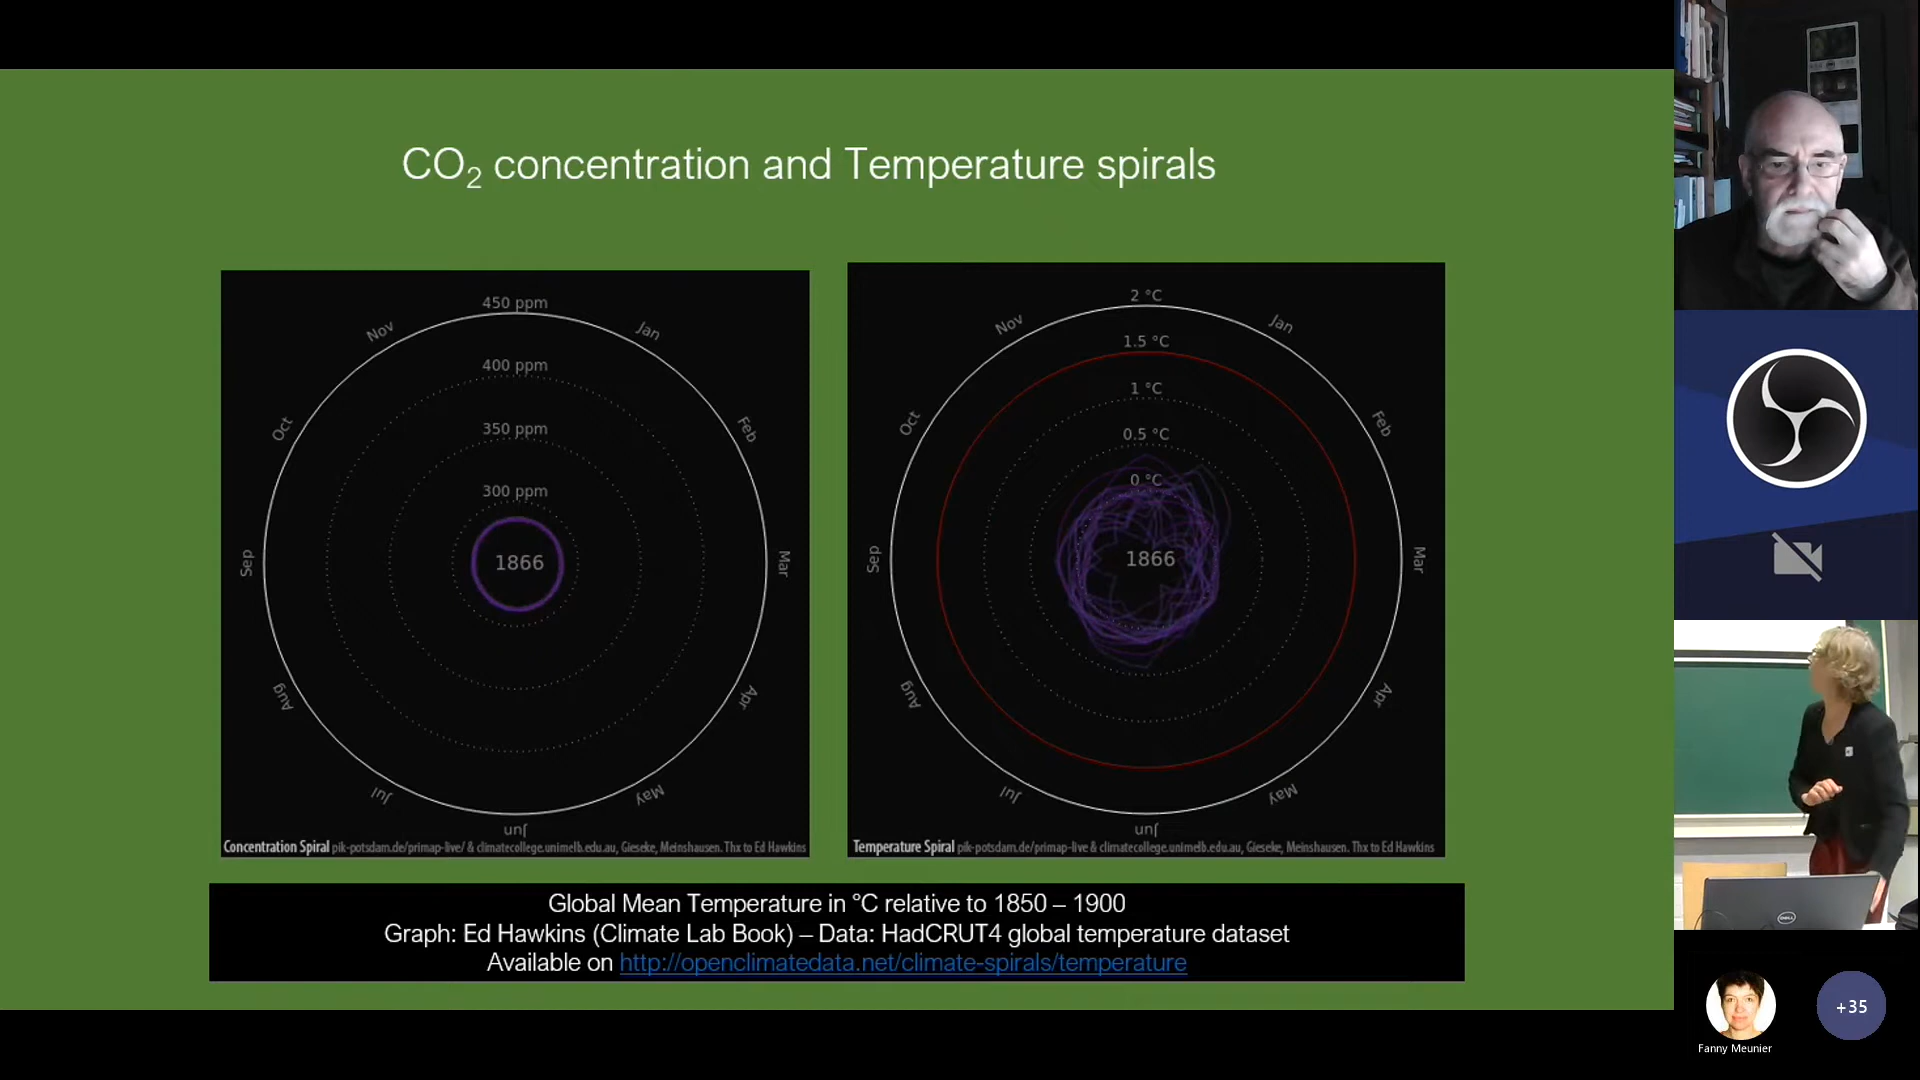 CO2 concentration and Temperature spirals
450 ppm
400 ppm
350 ppm
300 ppm
1866
Jan
Feb
Mar
Apr
May
Jun
Jul
Aug
Sep
Oct
Nov
Concentration Spiral pik-potsdam.de/primap-live/ & climatecollege.unimelb.edu.au, Gieseke, Meinshausen. Thx to Ed Hawkins
2 °C
1.5 °C
1 °C
0.5 °C
0 °C
1866
Jan
Feb
Mar
Apr
May
Jun
Jul
Aug
Sep
Oct
Nov
Temperature Spiral pik-potsdam.de/primap-live & climatecollege.unimelb.edu.au, Gieseke, Meinshausen. Thx to Ed Hawkins
Global Mean Temperature in °C relative to 1850 – 1900
Graph: Ed Hawkins (Climate Lab Book) – Data: HadCRUT4 global temperature dataset
Available on http://openclimatedata.net/climate-spirals/temperature
DELL
Fanny Meunier
+35